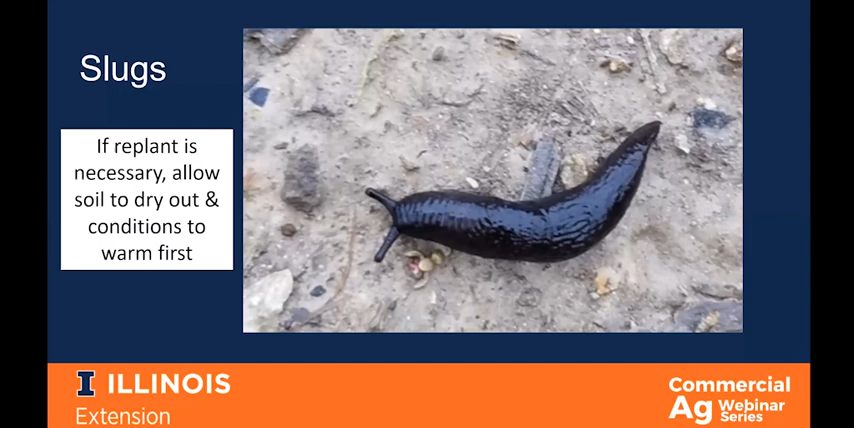 Slugs
If replant is
necessary, allow
soil to dry out &
conditions to
warm first
I ILLINOIS
Extension
Commercial
Ag Webinar
Series